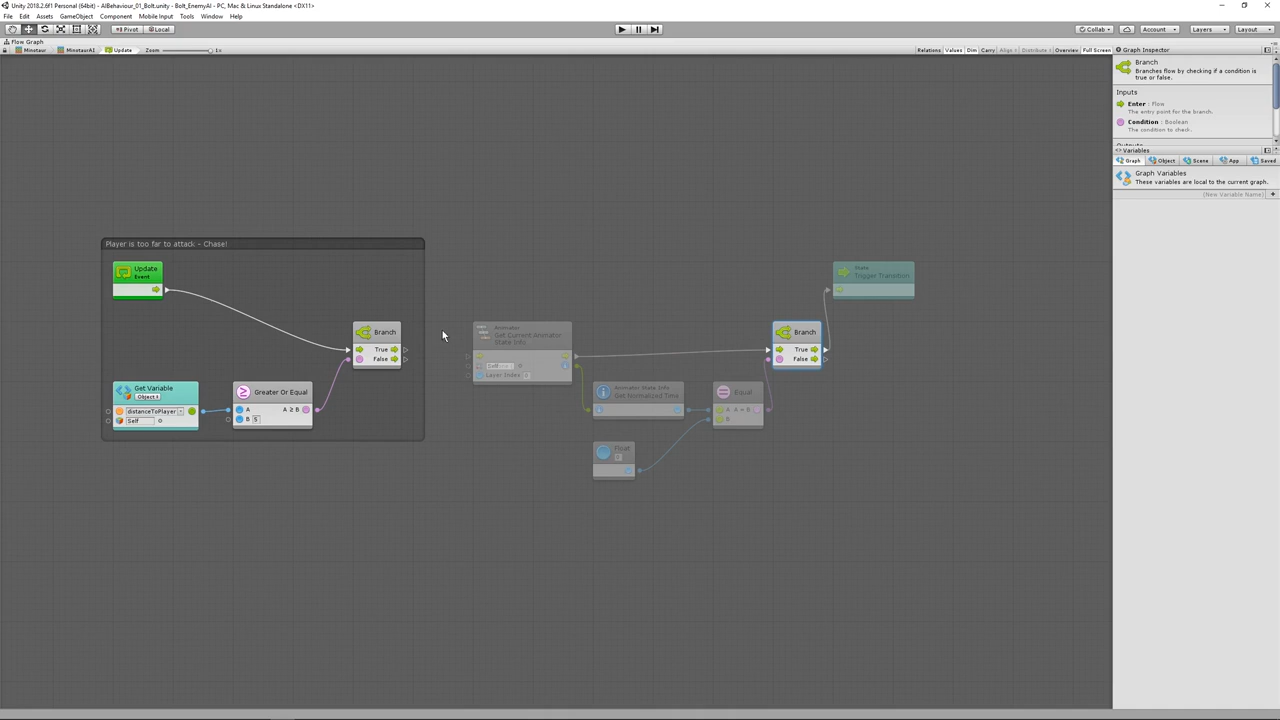 Unity 2018.2.6f1 Personal (64bit) - AIBehaviour_01_Bolt.unity - Bolt_EnemyAI - PC, Mac & Linux Standalone <DX11>
File Edit Assets GameObject Component Mobile Input Tools Window Help
Pivot Local Collab Account Layers Layout
Flow Graph
Minotaur MinotaurAI Update Zoom 1x Relations Values Dim Carry Align Distribute Overview Full Screen
Graph Inspector
Branch
Branches flow by checking if a condition is
true or false.
Inputs
Enter : Flow
The entry point for the branch.
Condition : Boolean
The condition to check.
Outputs
Variables
Graph Object Scene App Saved
Graph Variables
These variables are local to the current graph.
(New Variable Name) +
Player is too far to attack - Chase!
Update
Event
Branch
True
False
Get Variable
Object
distanceToPlayer
Self
Greater Or Equal
A A ≥ B
B 5
Animator
Get Current Animator
State Info
Self
Layer Index
Animator State Info
Get Normalized Time
Float
Equal
A A = B
B
Branch
True
False
State
Trigger Transition